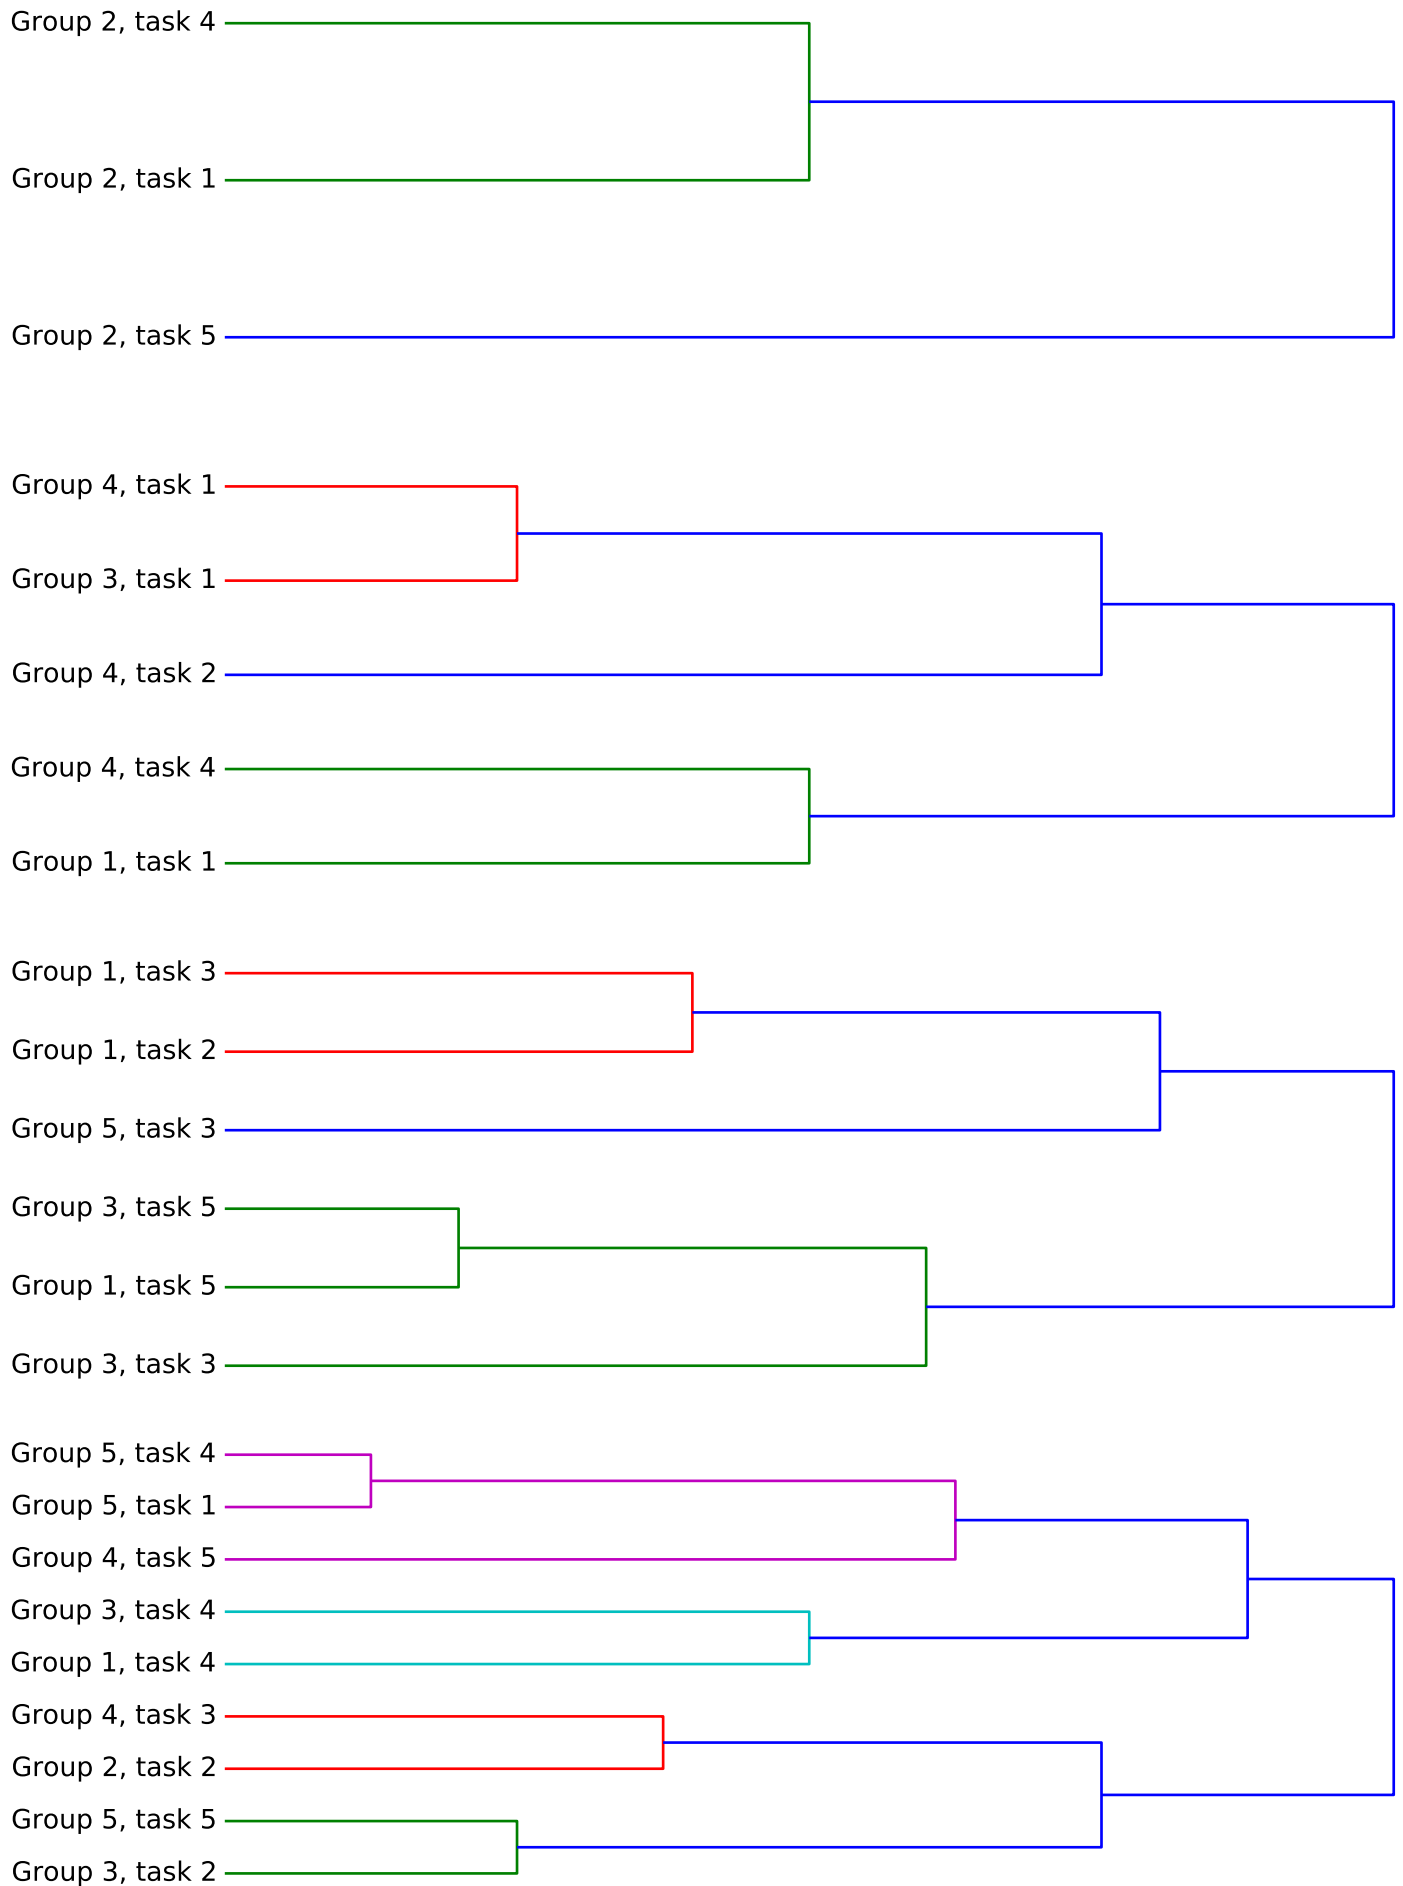 Group 2, task 4
Group 2, task 1
Group 2, task 5
Group 4, task 1
Group 3, task 1
Group 4, task 2
Group 4, task 4
Group 1, task 1
Group 1, task 3
Group 1, task 2
Group 5, task 3
Group 3, task 5
Group 1, task 5
Group 3, task 3
Group 5, task 4
Group 5, task 1
Group 4, task 5
Group 3, task 4
Group 1, task 4
Group 4, task 3
Group 2, task 2
Group 5, task 5
Group 3, task 2